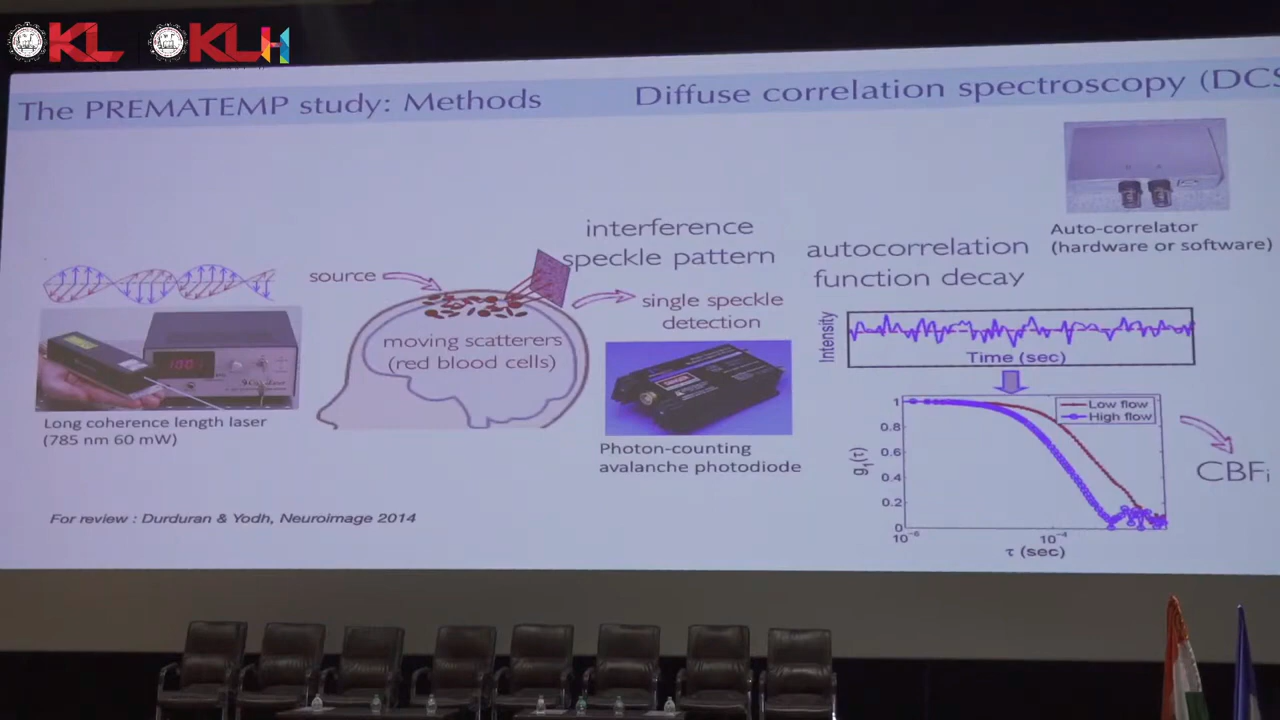 KL KLH
The PREMATEMP study: Methods
Diffuse correlation spectroscopy (DCS
Auto-correlator
(hardware or software)
interference
speckle pattern
autocorrelation
function decay
source
single speckle
detection
moving scatterers
(red blood cells)
Intensity
Time (sec)
Long coherence length laser
(785 nm 60 mW)
Photon-counting
avalanche photodiode
Low flow
High flow
1
0.8
0.6
0.4
0.2
0
g₁(τ)
10⁻⁶
10⁻⁴
τ (sec)
CBFi
For review : Durduran & Yodh, Neuroimage 2014